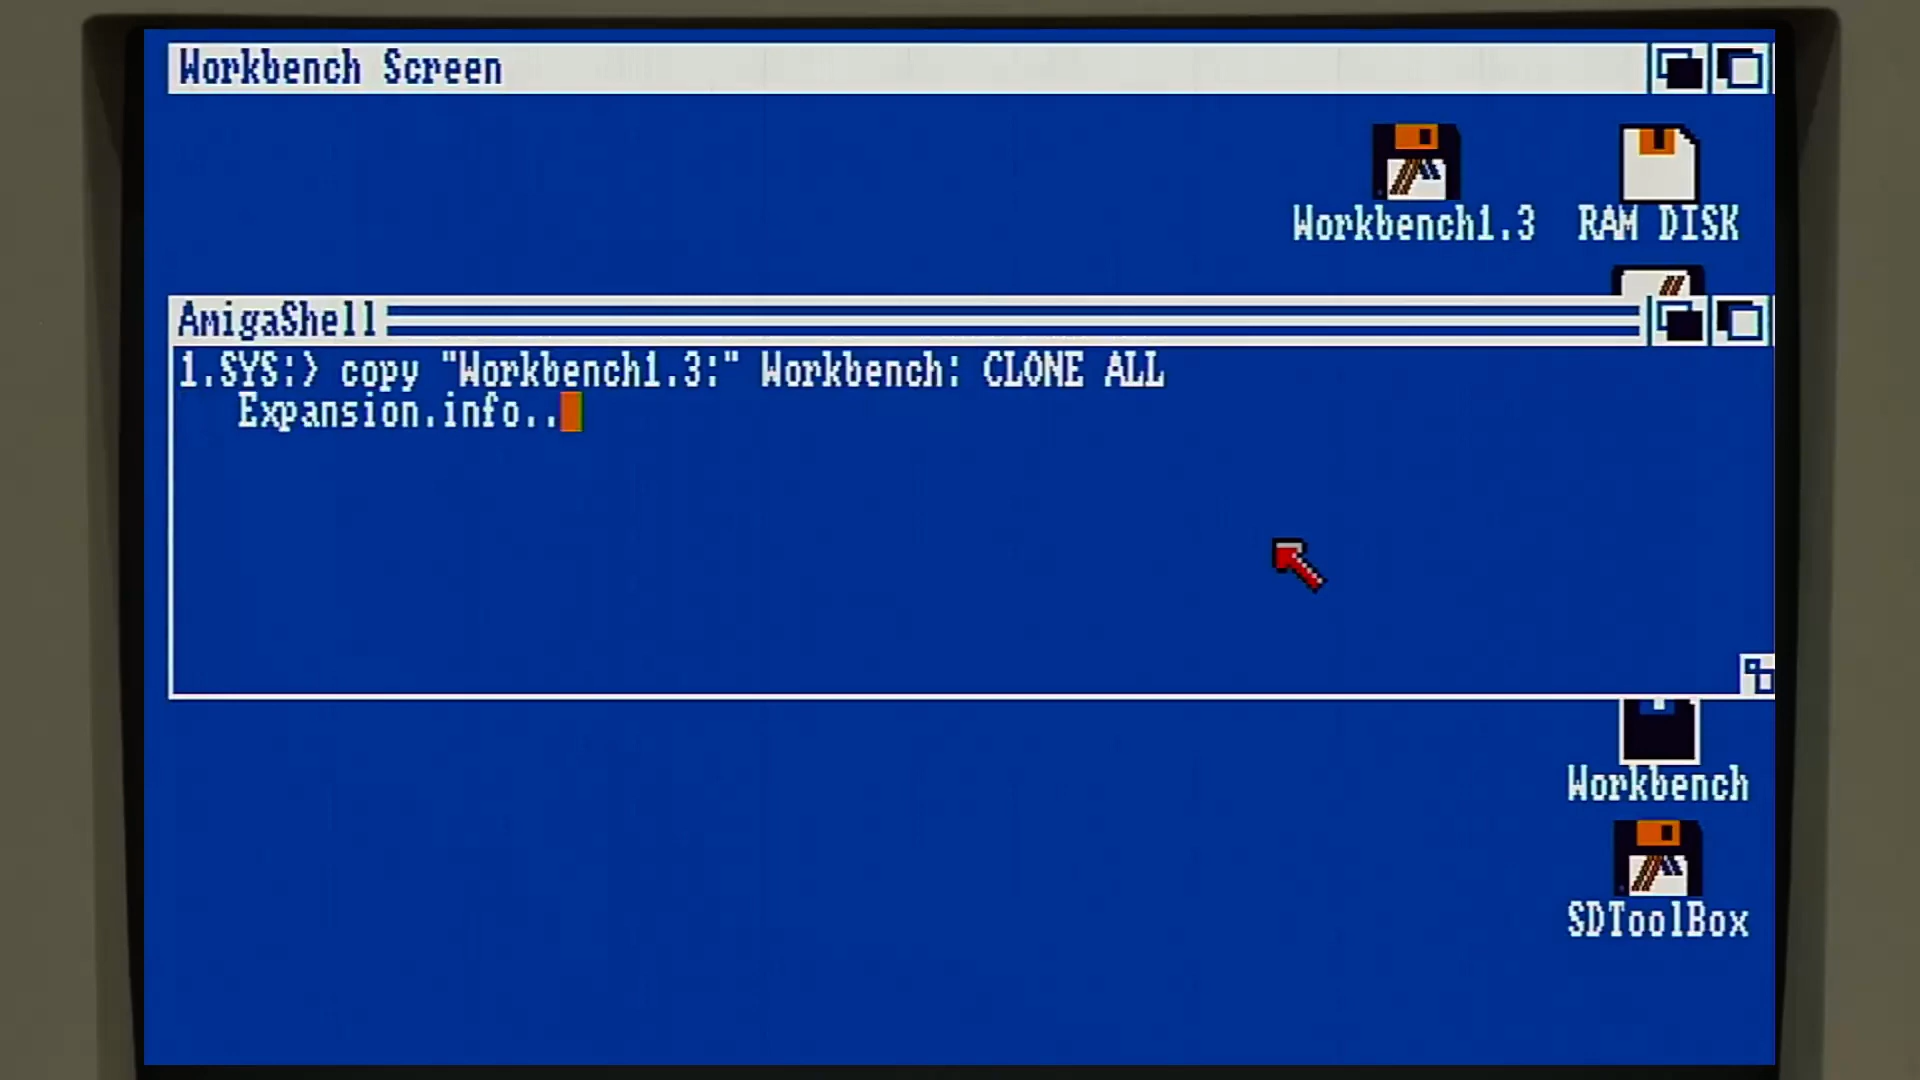 Workbench Screen
Workbench1.3 RAM DISK
AmigaShell
1.SYS:> copy "Workbench1.3:" Workbench: CLONE ALL
Expansion.info..
Workbench
SDToolBox